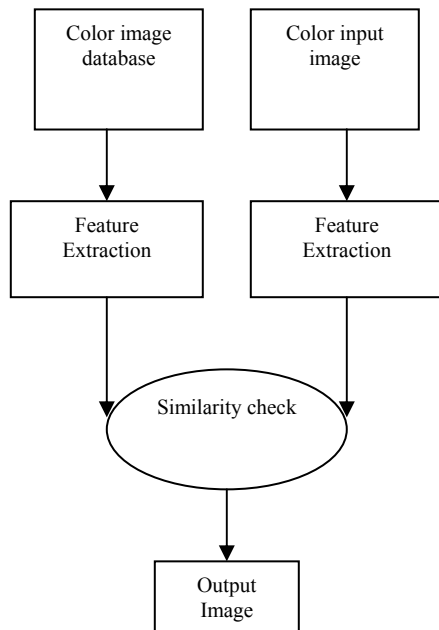 Color image
database
Color input
image
Feature
Extraction
Feature
Extraction
Similarity check
Output
Image